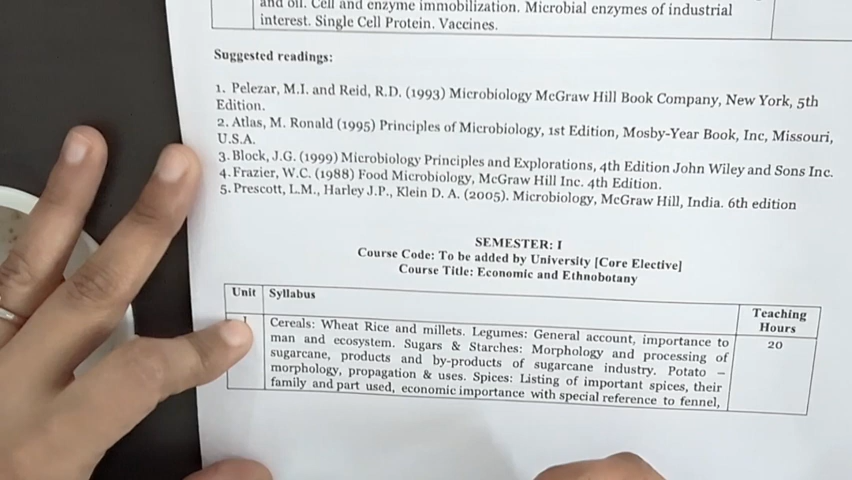 and oil. Cell and enzyme immobilization. Microbial enzymes of industrial
interest. Single Cell Protein. Vaccines.
Suggested readings:
1. Pelezar, M.I. and Reid, R.D. (1993) Microbiology McGraw Hill Book Company, New York, 5th
Edition.
2. Atlas, M. Ronald (1995) Principles of Microbiology, 1st Edition, Mosby-Year Book, Inc, Missouri,
U.S.A.
3. Block, J.G. (1999) Microbiology Principles and Explorations, 4th Edition John Wiley and Sons Inc.
4. Frazier, W.C. (1988) Food Microbiology, McGraw Hill Inc. 4th Edition.
5. Prescott, L.M., Harley J.P., Klein D. A. (2005). Microbiology, McGraw Hill, India. 6th edition
SEMESTER: I
Course Code: To be added by University [Core Elective]
Course Title: Economic and Ethnobotany
Unit Syllabus Teaching
Hours
I Cereals: Wheat Rice and millets. Legumes: General account, importance to 20
man and ecosystem. Sugars & Starches: Morphology and processing of
sugarcane, products and by-products of sugarcane industry. Potato –
morphology, propagation & uses. Spices: Listing of important spices, their
family and part used, economic importance with special reference to fennel,